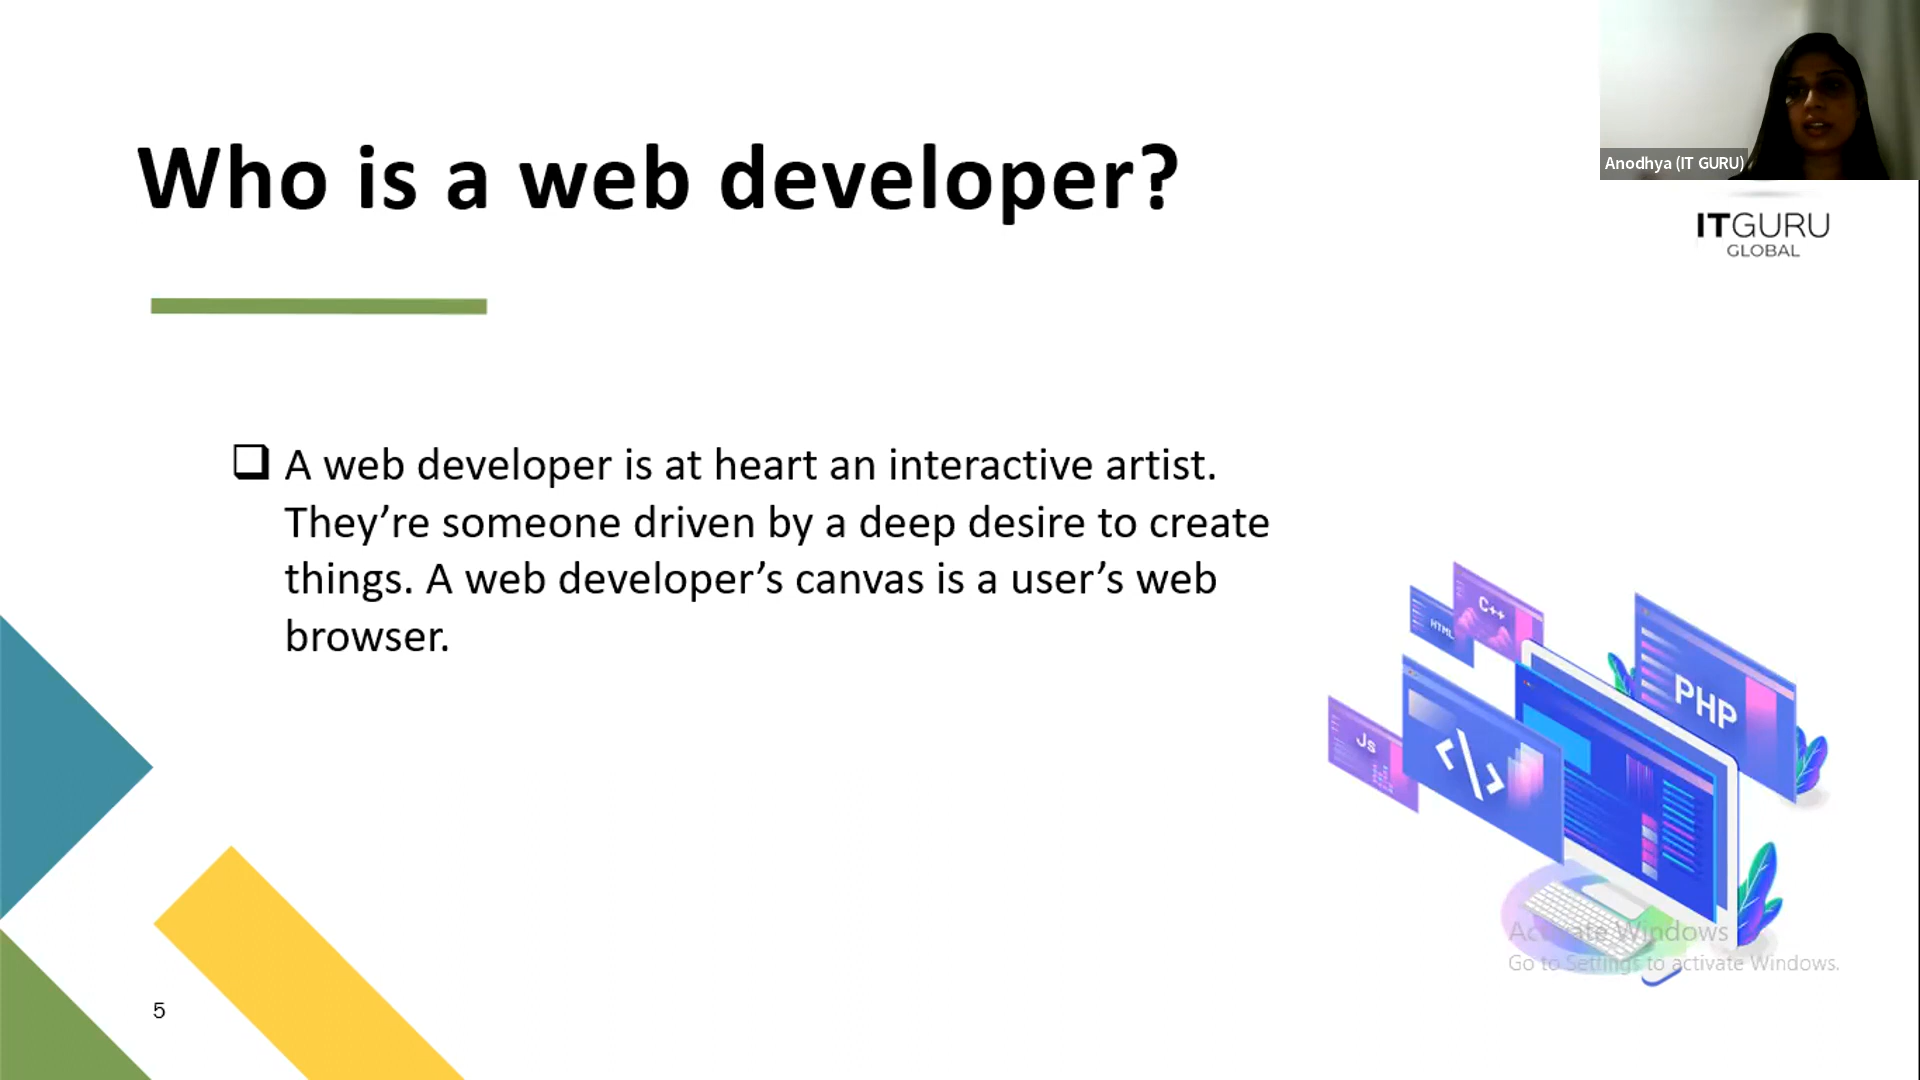 Who is a web developer?
Anodhya (IT GURU)
ITGURU
GLOBAL
❑ A web developer is at heart an interactive artist.
They’re someone driven by a deep desire to create
things. A web developer’s canvas is a user’s web
browser.
C++
HTML
PHP
Js
</>
Activate Windows
Go to Settings to activate Windows.
5